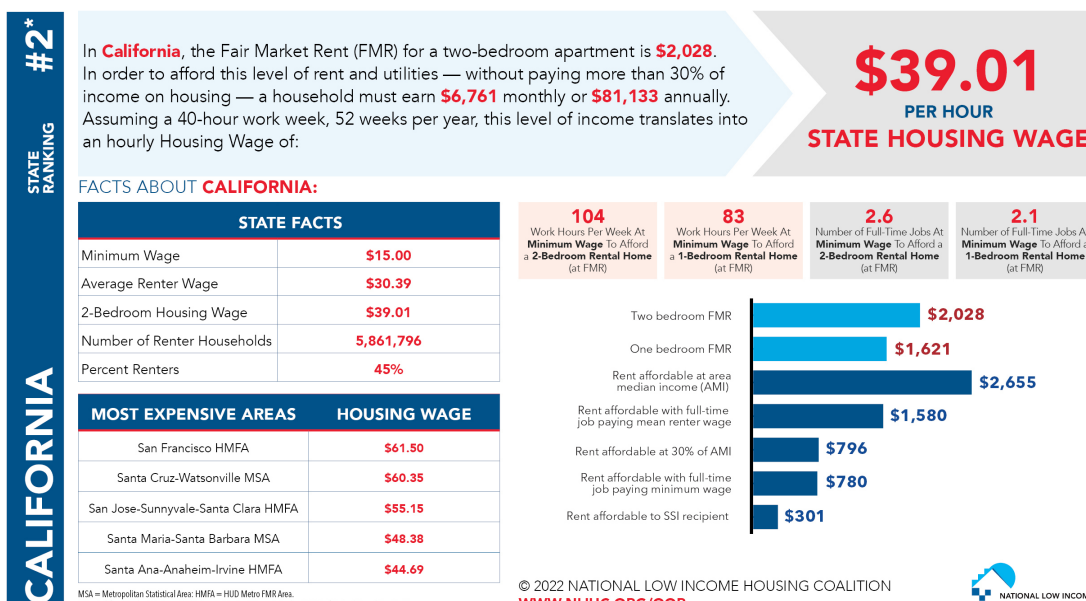 #2*
STATE
RANKING
CALIFORNIA
In California, the Fair Market Rent (FMR) for a two-bedroom apartment is $2,028.
In order to afford this level of rent and utilities — without paying more than 30% of
income on housing — a household must earn $6,761 monthly or $81,133 annually.
Assuming a 40-hour work week, 52 weeks per year, this level of income translates into
an hourly Housing Wage of:
$39.01
PER HOUR
STATE HOUSING WAGE
FACTS ABOUT CALIFORNIA:
STATE FACTS
Minimum Wage $15.00
Average Renter Wage $30.39
2-Bedroom Housing Wage $39.01
Number of Renter Households 5,861,796
Percent Renters 45%
MOST EXPENSIVE AREAS HOUSING WAGE
San Francisco HMFA $61.50
Santa Cruz-Watsonville MSA $60.35
San Jose-Sunnyvale-Santa Clara HMFA $55.15
Santa Maria-Santa Barbara MSA $48.38
Santa Ana-Anaheim-Irvine HMFA $44.69
MSA = Metropolitan Statistical Area: HMFA = HUD Metro FMR Area.
104
Work Hours Per Week At
Minimum Wage To Afford
a 2-Bedroom Rental Home
(at FMR)
83
Work Hours Per Week At
Minimum Wage To Afford
a 1-Bedroom Rental Home
(at FMR)
2.6
Number of Full-Time Jobs At
Minimum Wage To Afford a
2-Bedroom Rental Home
(at FMR)
2.1
Number of Full-Time Jobs A
Minimum Wage To Afford a
1-Bedroom Rental Home
(at FMR)
Two bedroom FMR $2,028
One bedroom FMR $1,621
Rent affordable at area
median income (AMI) $2,655
Rent affordable with full-time
job paying mean renter wage $1,580
Rent affordable at 30% of AMI $796
Rent affordable with full-time
job paying minimum wage $780
Rent affordable to SSI recipient $301
© 2022 NATIONAL LOW INCOME HOUSING COALITION
NATIONAL LOW INCOM